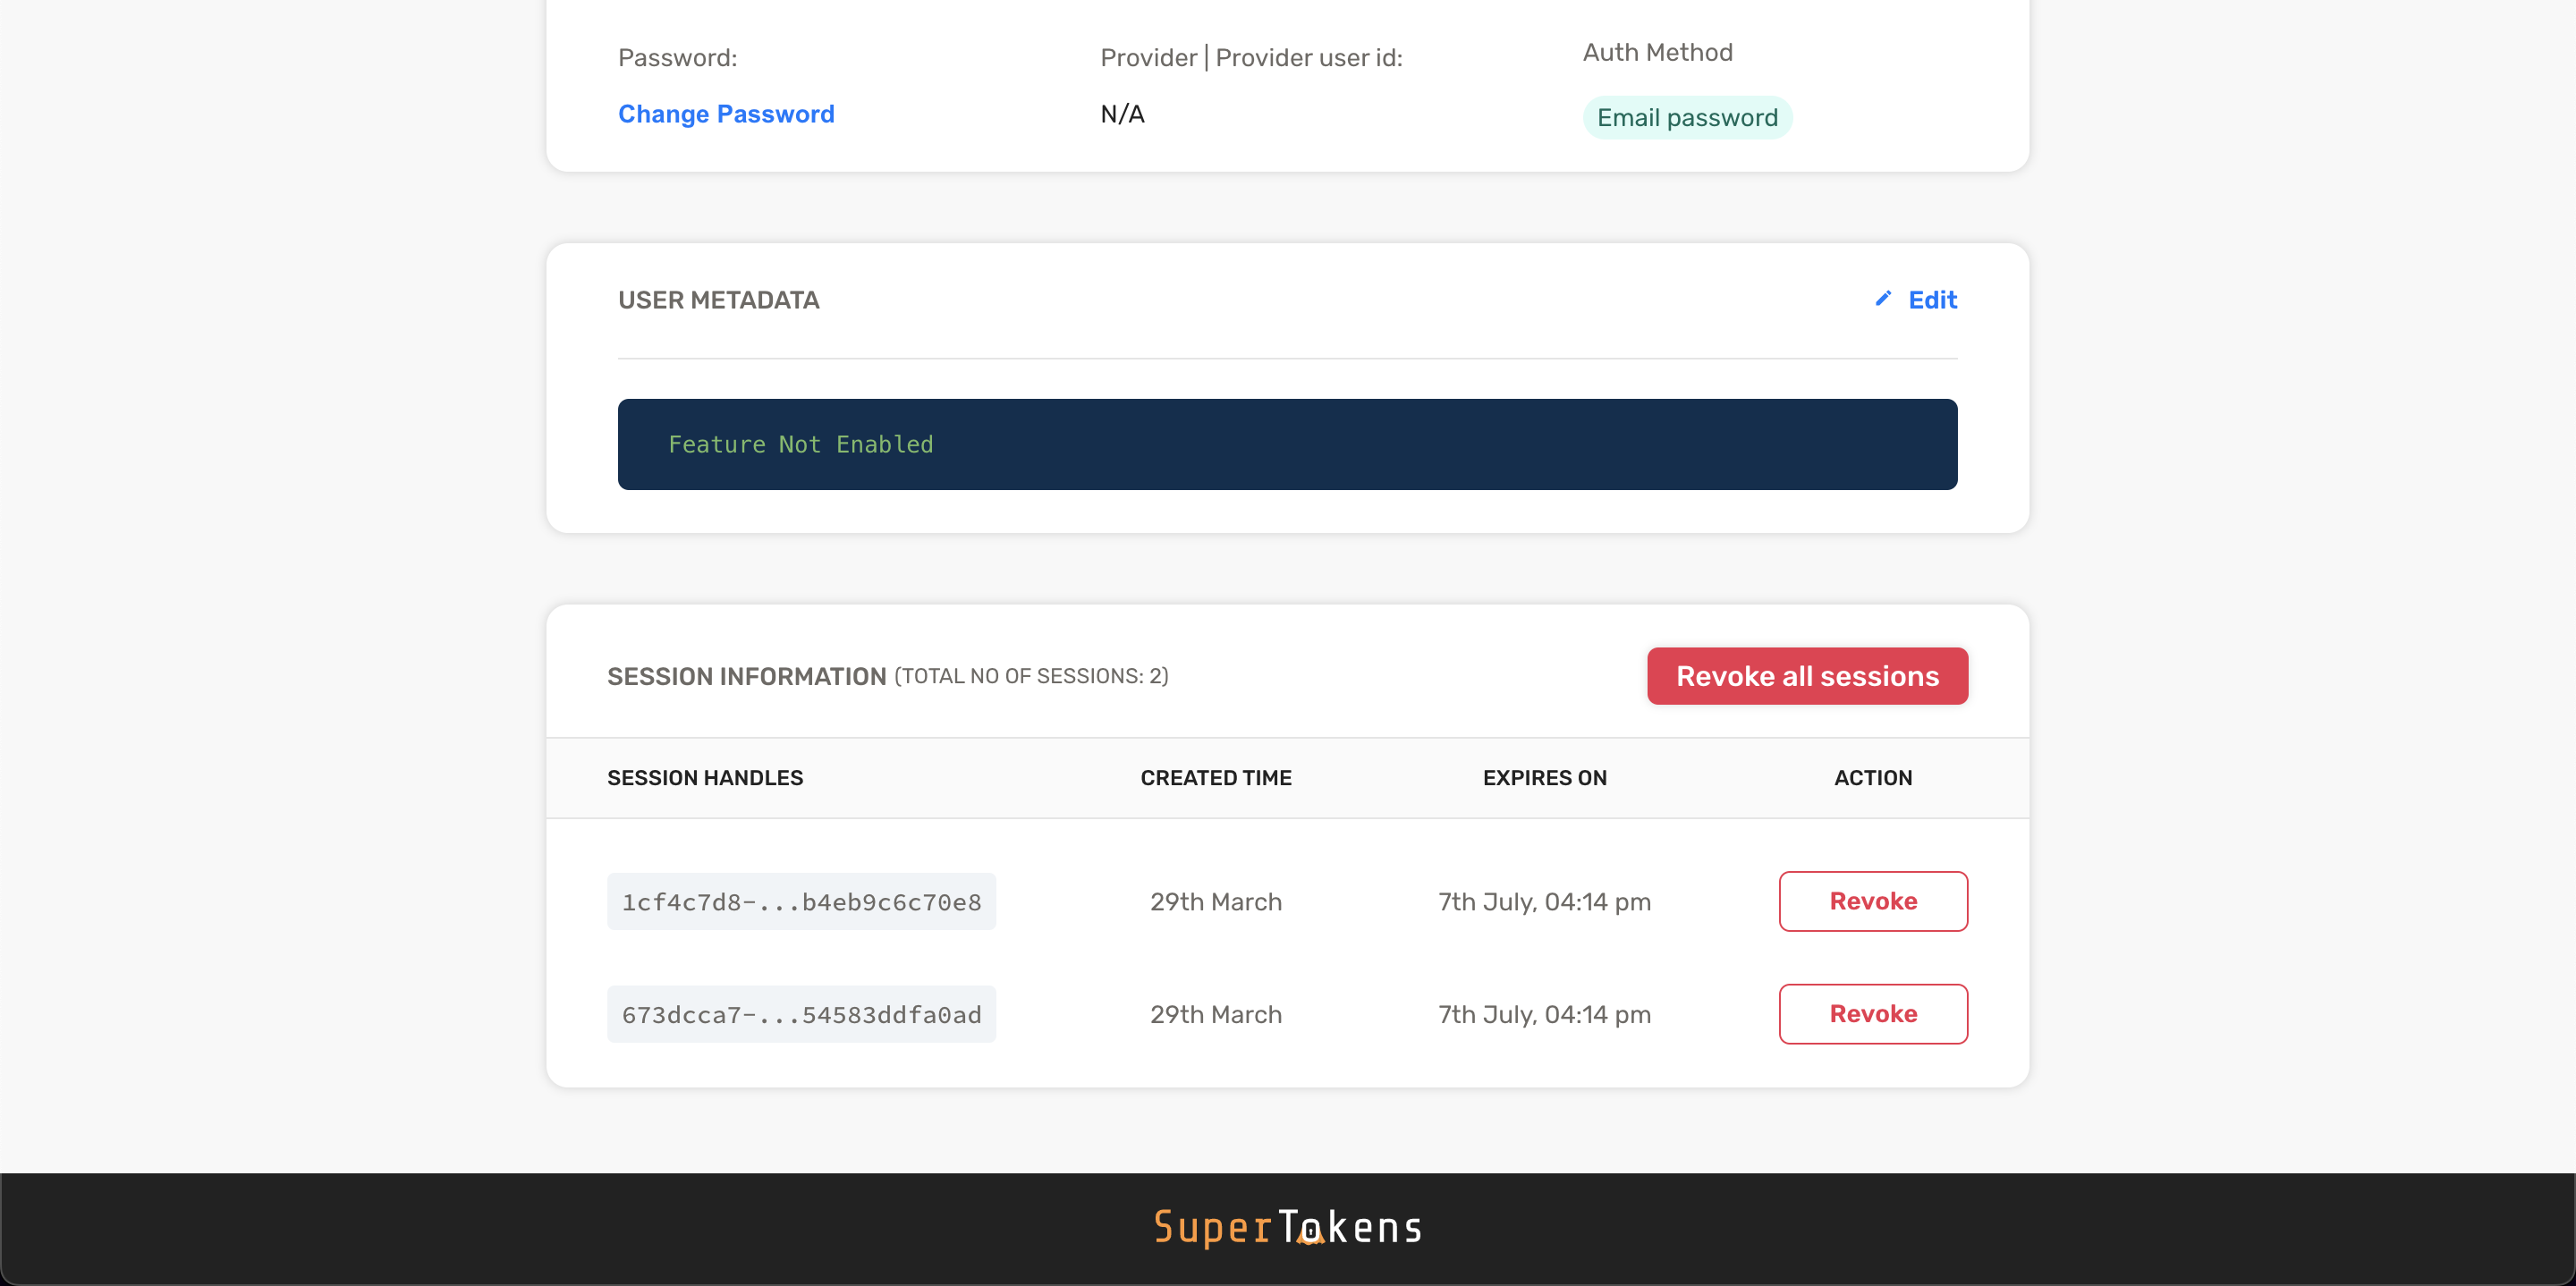 Password: Provider | Provider user id: Auth Method
Change Password N/A Email password
USER METADATA Edit
Feature Not Enabled
SESSION INFORMATION (TOTAL NO OF SESSIONS: 2) Revoke all sessions
SESSION HANDLES CREATED TIME EXPIRES ON ACTION
1cf4c7d8-...b4eb9c6c70e8 29th March 7th July, 04:14 pm Revoke
673dcca7-...54583ddfa0ad 29th March 7th July, 04:14 pm Revoke
SuperTokens